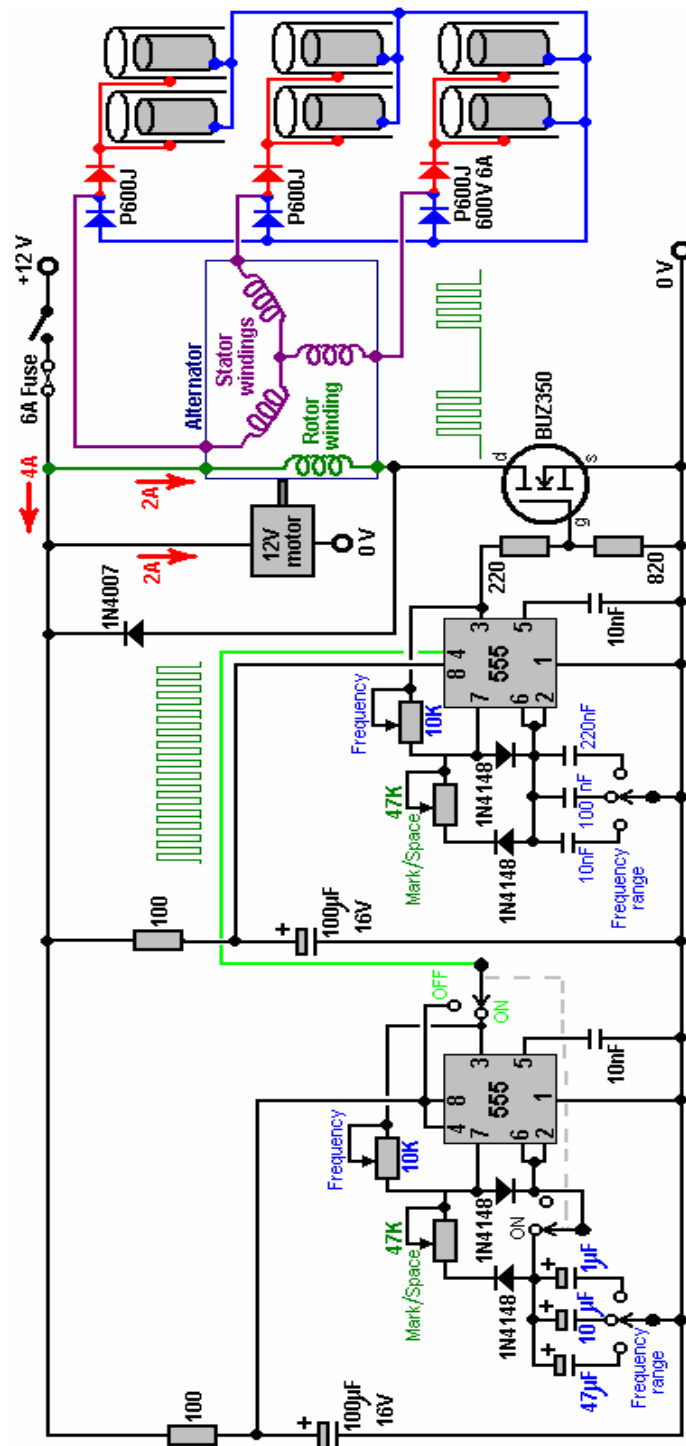 +12 V
6A Fuse
4A
2A
2A
P600J
P600J
P600J
600V 6A
Alternator
Stator
windings
Rotor
winding
12V
motor
0 V
1N4007
BUZ350
d
g
s
0 V
220
820
100
100µF
16V
+
Frequency
10K
47K
Mark/Space
1N4148
1N4148
555
8
4
3
7
5
6
2
1
10nF
10nF
100nF
220nF
Frequency
range
OFF
ON
100
100µF
16V
+
Frequency
10K
47K
Mark/Space
1N4148
1N4148
555
4
8
3
7
5
6
2
1
10nF
ON
+
+
+
47µF
10µF
1µF
Frequency
range